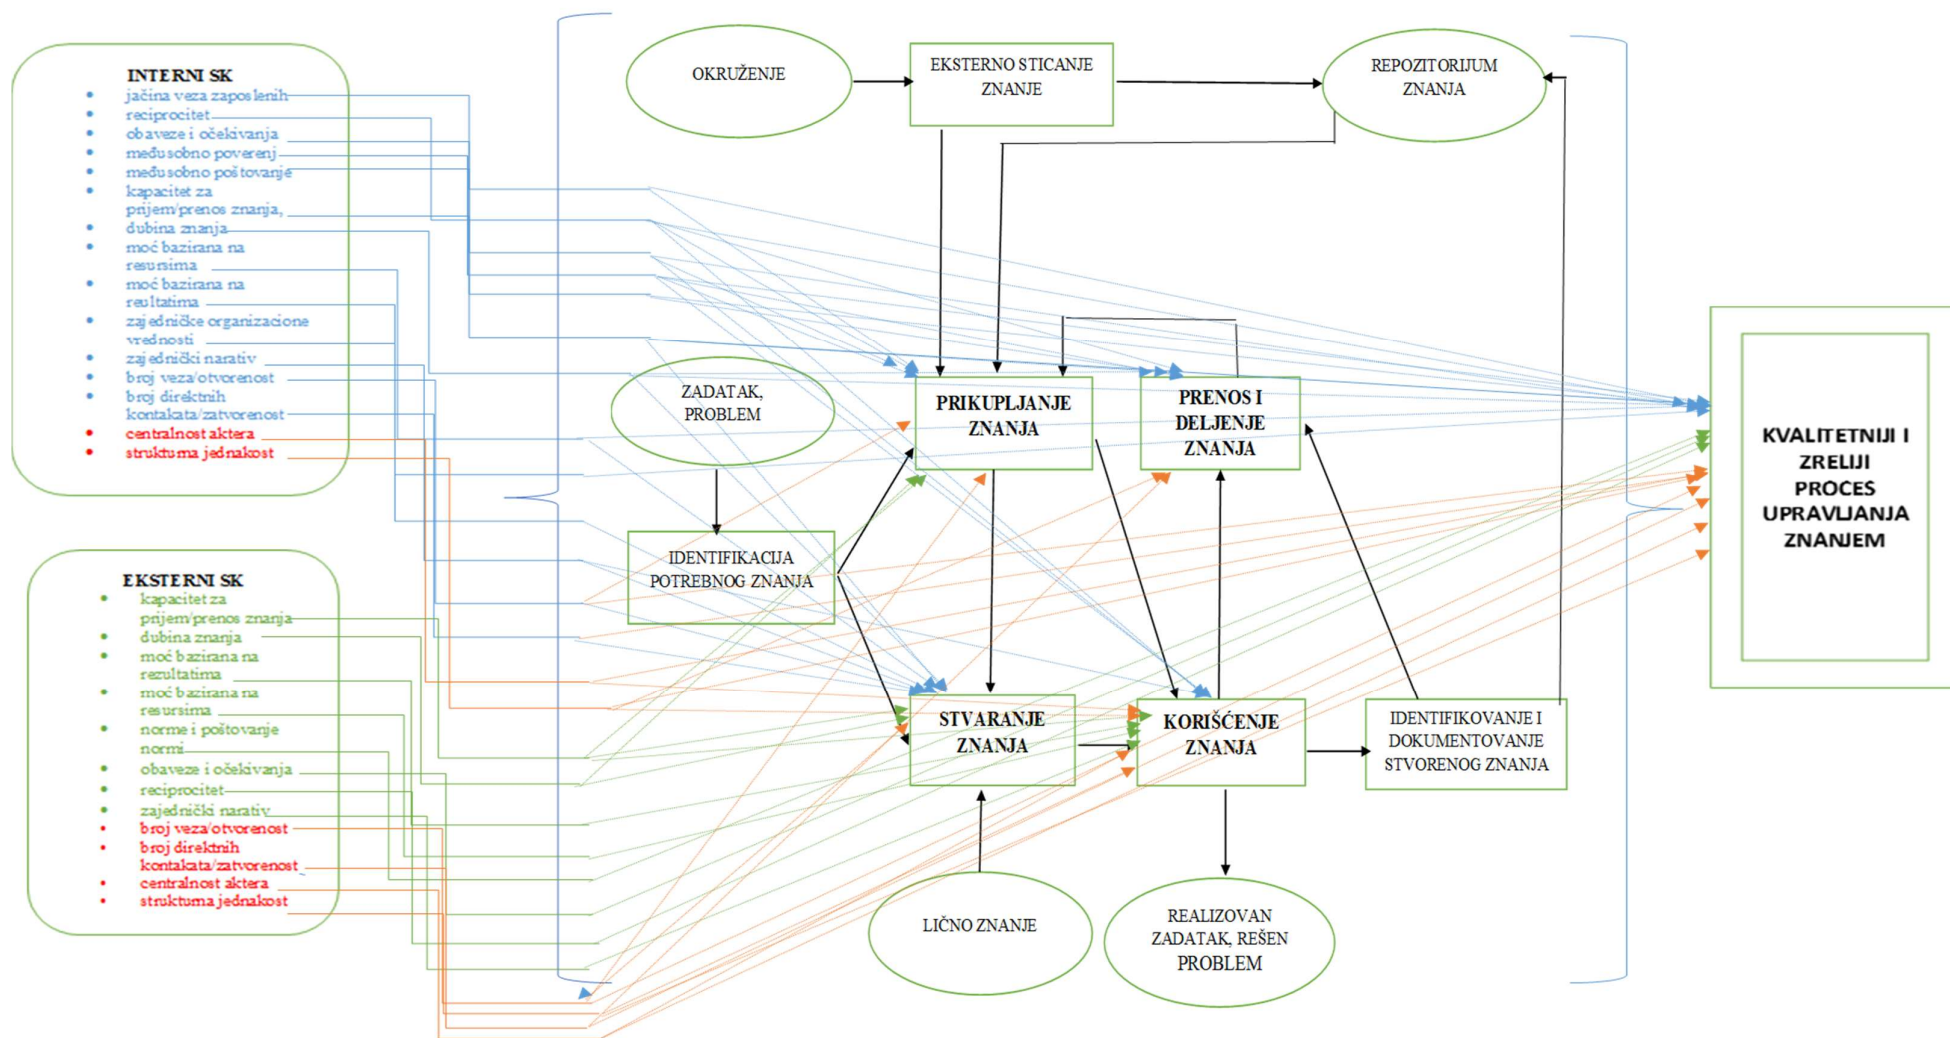 INTERNI SK
jačina veza zaposlenih
reciprocitet
obaveze i očekivanja
međusobno poverenj
međusobno poštovanje
kapacitet za
prijem/prenos znanja,
dubina znanja
moć bazirana na
resursima
moć bazirana na
reultatima
zajedničke organizacione
vrednosti
zajednički narativ
broj veza/otvorenost
broj direktnih
kontakata/zatvorenost
centralnost aktera
strukturna jednakost
EKSTERNI SK
kapacitet za
prijem/prenos znanja
dubina znanja
moć bazirana na
rezultatima
moć bazirana na
resursima
norme i poštovanje
normi
obaveze i očekivanja
reciprocitet
zajednički narativ
broj veza/otvorenost
broj direktnih
kontakata/zatvorenost
centralnost aktera
strukturna jednakost
OKRUŽENJE
EKSTERNO STICANJE
ZNANJE
REPOZITORIJUM
ZNANJA
ZADATAK,
PROBLEM
PRIKUPLJANJE
ZNANJA
PRENOS I
DELJENJE
ZNANJA
IDENTIFIKACIJA
POTREBNOG ZNANJA
STVARANJE
ZNANJA
KORIŠĆENJE
ZNANJA
IDENTIFIKOVANJE I
DOKUMENTOVANJE
STVORENOG ZNANJA
LIČNO ZNANJE
REALIZOVAN
ZADATAK, REŠEN
PROBLEM
KVALITETNIJI I
ZRELIJI
PROCES
UPRAVLJANJA
ZNANJEM